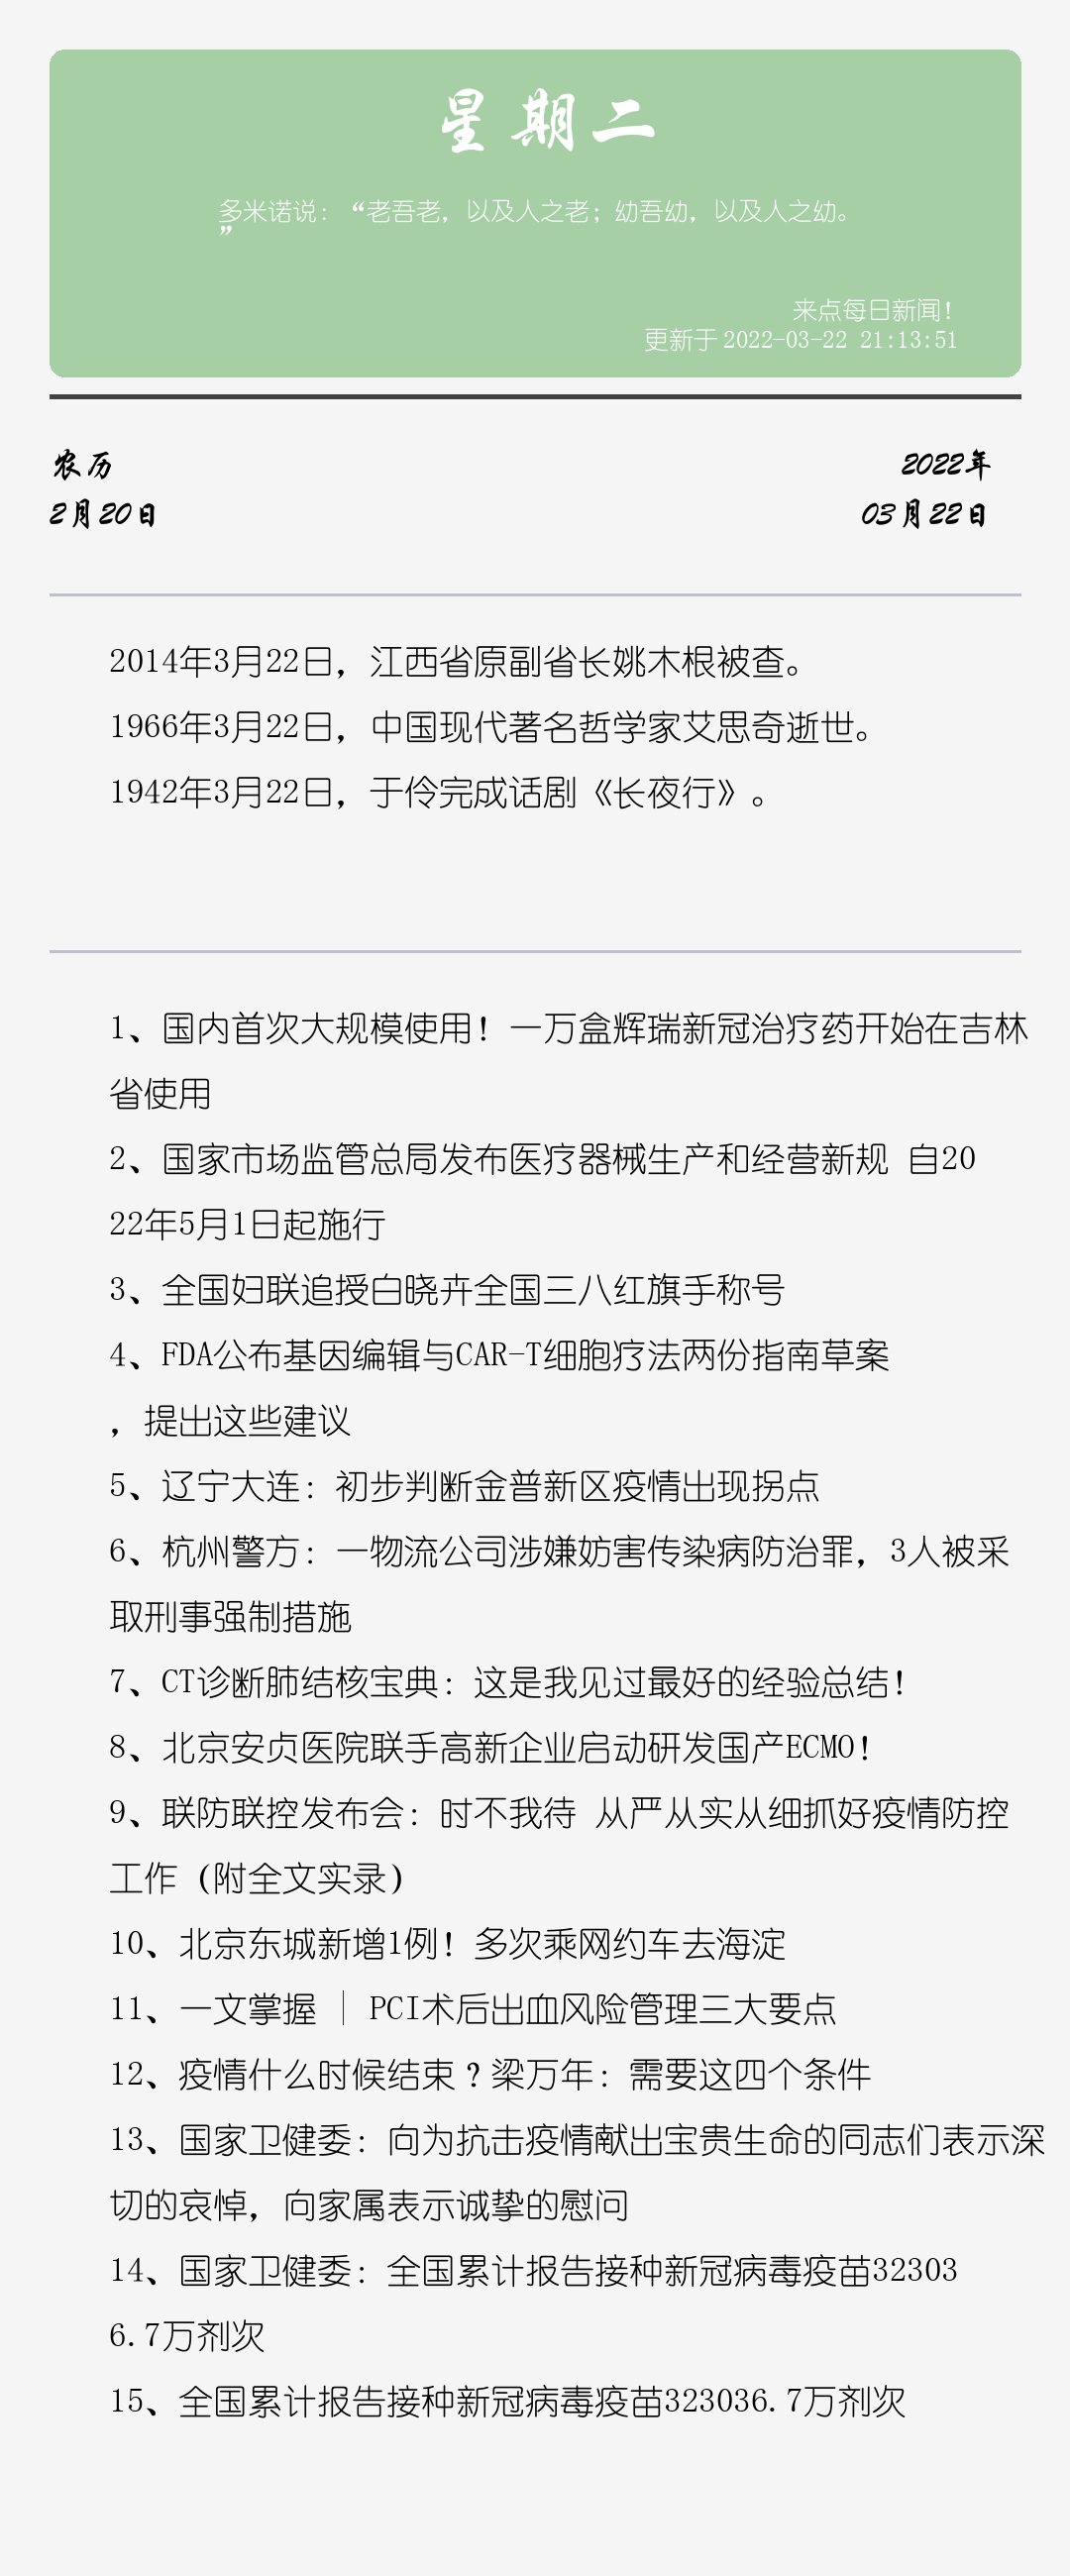 星期二
多米诺说：“老吾老，以及人之老；幼吾幼，以及人之幼。
”
来点每日新闻！
更新于 2022-03-22 21:13:51
农历
2022年
2月20日
03月22日
2014年3月22日，江西省原副省长姚木根被查。
1966年3月22日，中国现代著名哲学家艾思奇逝世。
1942年3月22日，于伶完成话剧《长夜行》。
1、国内首次大规模使用！一万盒辉瑞新冠治疗药开始在吉林
省使用
2、国家市场监管总局发布医疗器械生产和经营新规 自20
22年5月1日起施行
3、全国妇联追授白晓卉全国三八红旗手称号
4、FDA公布基因编辑与CAR-T细胞疗法两份指南草案
，提出这些建议
5、辽宁大连：初步判断金普新区疫情出现拐点
6、杭州警方：一物流公司涉嫌妨害传染病防治罪，3人被采
取刑事强制措施
7、CT诊断肺结核宝典：这是我见过最好的经验总结！
8、北京安贞医院联手高新企业启动研发国产ECMO！
9、联防联控发布会：时不我待 从严从实从细抓好疫情防控
工作（附全文实录）
10、北京东城新增1例！多次乘网约车去海淀
11、一文掌握 | PCI术后出血风险管理三大要点
12、疫情什么时候结束？梁万年：需要这四个条件
13、国家卫健委：向为抗击疫情献出宝贵生命的同志们表示深
切的哀悼，向家属表示诚挚的慰问
14、国家卫健委：全国累计报告接种新冠病毒疫苗32303
6.7万剂次
15、全国累计报告接种新冠病毒疫苗323036.7万剂次